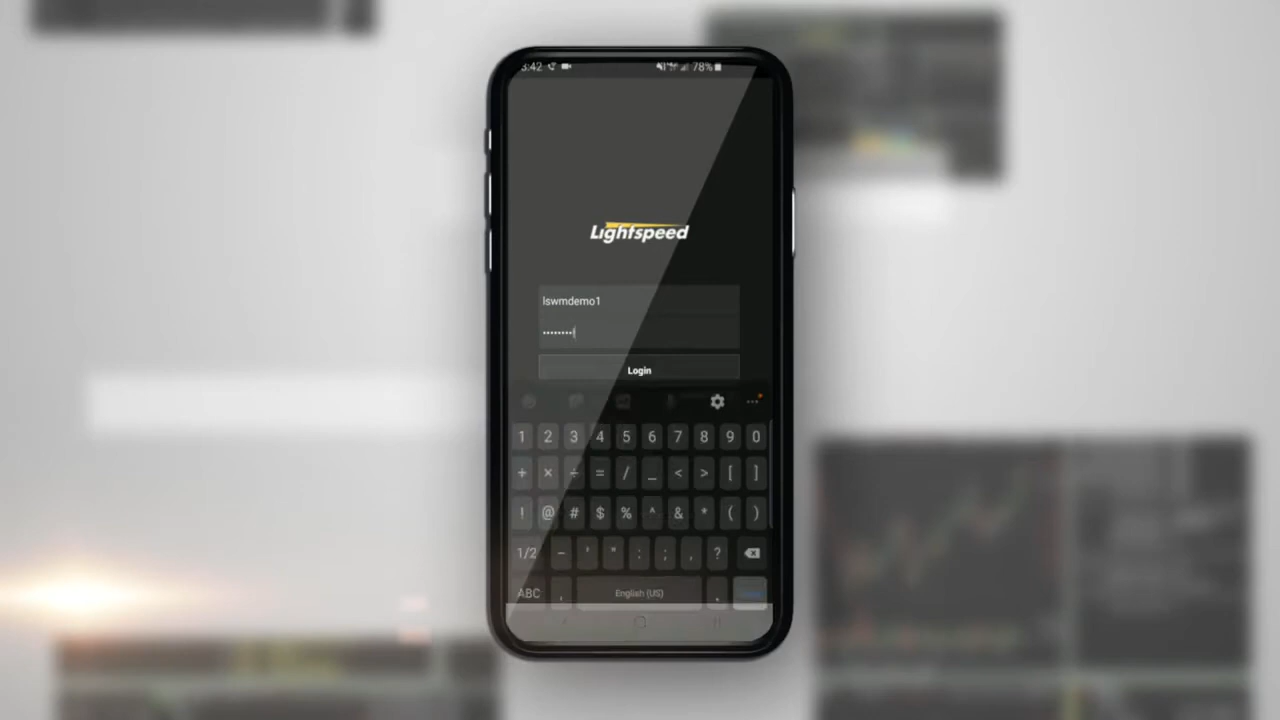 3:42 78%
Lightspeed
lswmdemo1
••••••••
Login
1 2 3 4 5 6 7 8 9 0
+ × ÷ = / _ < > [ ]
! @ # $ % ^ & * ( )
1/2 - ' " : ; , ?
ABC , English (US) .